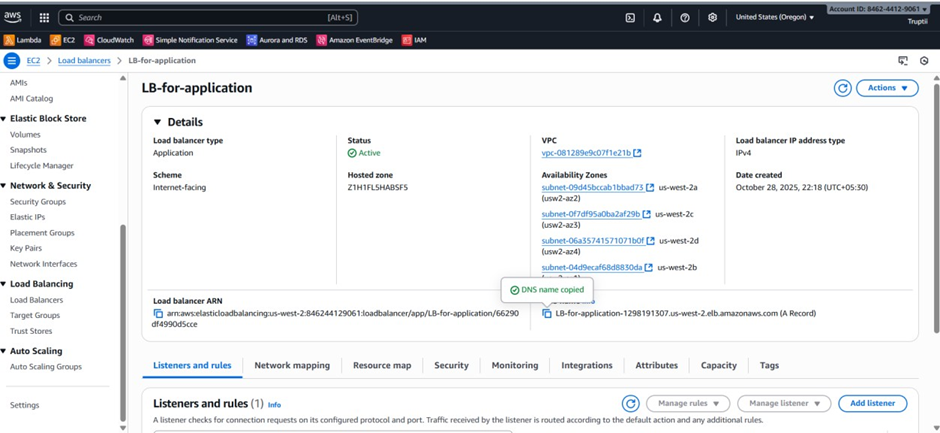 aws
Search
[Alt+S]
United States (Oregon)
Account ID: 8462-4412-9061
Truptii
Lambda
EC2
CloudWatch
Simple Notification Service
Aurora and RDS
Amazon EventBridge
IAM
EC2 > Load balancers > LB-for-application
AMIs
AMI Catalog
Elastic Block Store
Volumes
Snapshots
Lifecycle Manager
Network & Security
Security Groups
Elastic IPs
Placement Groups
Key Pairs
Network Interfaces
Load Balancing
Load Balancers
Target Groups
Trust Stores
Auto Scaling
Auto Scaling Groups
Settings
LB-for-application
Actions
Details
Load balancer type
Application
Status
Active
VPC
vpc-081289e9c07f1e21b
Load balancer IP address type
IPv4
Scheme
Internet-facing
Hosted zone
Z1H1FL5HABSF5
Availability Zones
subnet-09d45bccab1bbad73 us-west-2a
(usw2-az2)
subnet-0f7df95a0ba2af29b us-west-2c
(usw2-az3)
subnet-06a35741571071b0f us-west-2d
(usw2-az4)
subnet-04d9ecaf68d8830da us-west-2b
Date created
October 28, 2025, 22:18 (UTC+05:30)
DNS name copied
Load balancer ARN
arn:aws:elasticloadbalancing:us-west-2:846244129061:loadbalancer/app/LB-for-application/66290
df4990d5cce
LB-for-application-1298191307.us-west-2.elb.amazonaws.com (A Record)
Listeners and rules
Network mapping
Resource map
Security
Monitoring
Integrations
Attributes
Capacity
Tags
Listeners and rules (1) Info
Manage rules
Manage listener
Add listener
A listener checks for connection requests on its configured protocol and port. Traffic received by the listener is routed according to the default action and any additional rules.